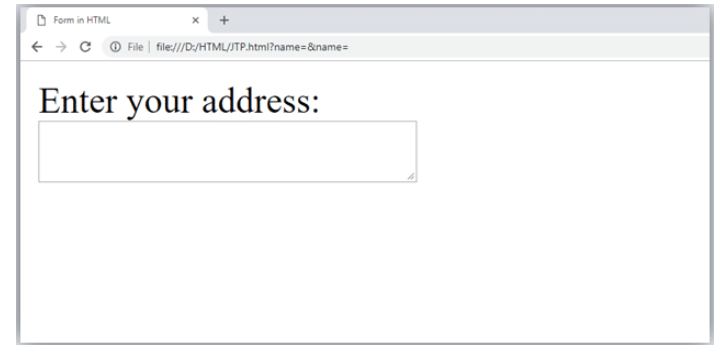 Form in HTML
File | file:///D:/HTML/JTP.html?name=&name=
Enter your address: